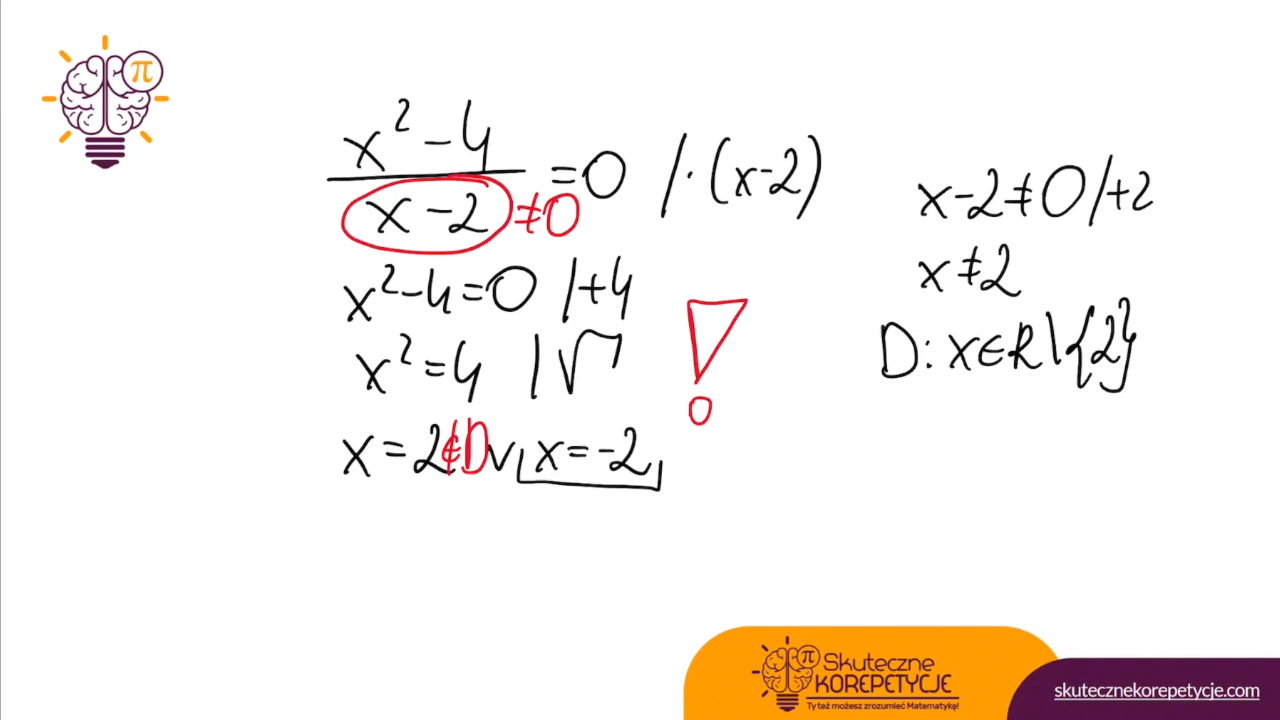 π
x² - 4
x - 2 ≠ 0
= 0 / · (x - 2)
x² - 4 = 0 / + 4
x² = 4 / √
x = 2 ∉ D ∨ x = -2
!
x - 2 ≠ 0 / + 2
x ≠ 2
D: x ∈ R \ {2}
π
Skuteczne
KOREPETYCJE
Ty też możesz zrozumieć Matematykę!
skutecznekorepetycje.com